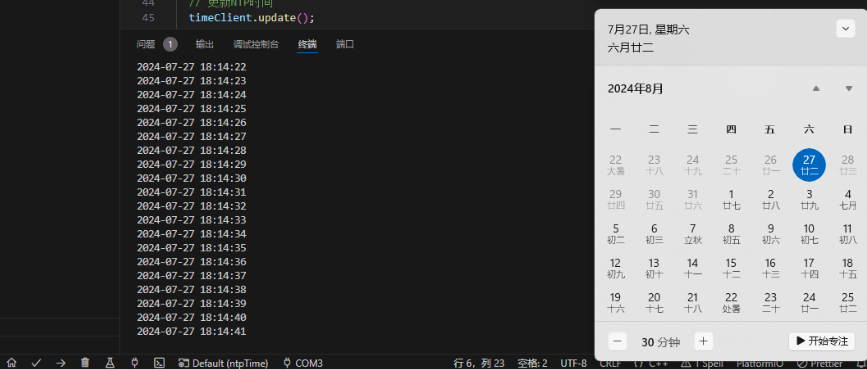 44
// 更新NTP时间
45
timeClient.update();
问题 1 输出 调试控制台 终端 端口
2024-07-27 18:14:22
2024-07-27 18:14:23
2024-07-27 18:14:24
2024-07-27 18:14:25
2024-07-27 18:14:26
2024-07-27 18:14:27
2024-07-27 18:14:28
2024-07-27 18:14:29
2024-07-27 18:14:30
2024-07-27 18:14:31
2024-07-27 18:14:32
2024-07-27 18:14:33
2024-07-27 18:14:34
2024-07-27 18:14:35
2024-07-27 18:14:36
2024-07-27 18:14:37
2024-07-27 18:14:38
2024-07-27 18:14:39
2024-07-27 18:14:40
2024-07-27 18:14:41
7月27日, 星期六
六月廿二
2024年8月
一 二 三 四 五 六 日
22 23 24 25 26 27 28
大暑 十八 十九 二十 廿一 廿二 廿三
29 30 31 1 2 3 4
廿四 廿五 廿六 廿七 廿八 廿九 七月
5 6 7 8 9 10 11
初二 初三 立秋 初五 初六 初七 初八
12 13 14 15 16 17 18
初九 初十 十一 十二 十三 十四 十五
19 20 21 22 23 24 25
十六 十七 十八 处暑 二十 廿一 廿二
30 分钟
开始专注
Default (ntpTime) COM3 行 6，列 23 空格: 2 UTF-8 CRLF C++ 1 Spell PlatformIO Prettier